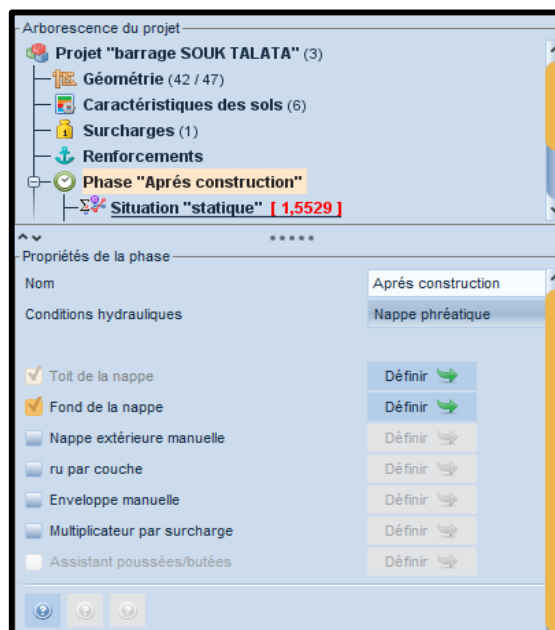 Arborescence du projet
Projet "barrage SOUK TALATA" (3)
Géométrie (42 / 47)
Caractéristiques des sols (6)
Surcharges (1)
Renforcements
Phase "Aprés construction"
Situation "statique" [ 1,5529 ]
Propriétés de la phase
Nom Aprés construction
Conditions hydrauliques Nappe phréatique
Toit de la nappe Définir
Fond de la nappe Définir
Nappe extérieure manuelle Définir
ru par couche Définir
Enveloppe manuelle Définir
Multiplicateur par surcharge Définir
Assistant poussées/butées Définir